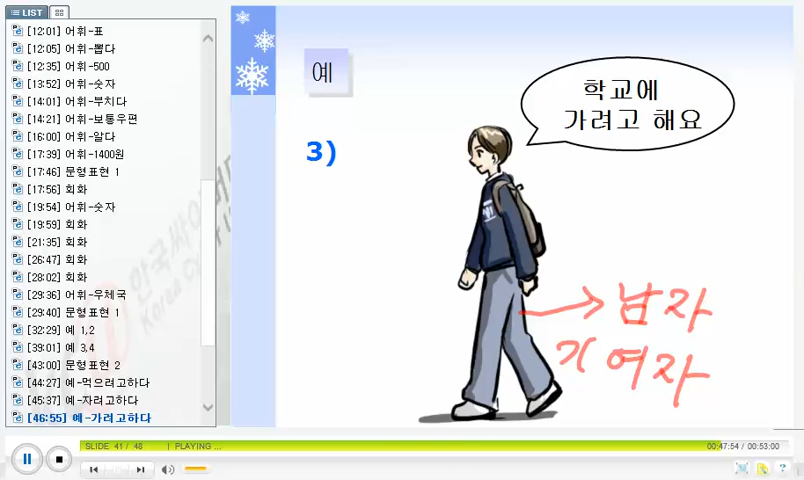 LIST
[12:01] 어휘-표
[12:05] 어휘-뽑다
[12:35] 어휘-500
[13:52] 어휘-숫자
[14:01] 어휘-부치다
[14:21] 어휘-보통우편
[16:00] 어휘-알다
[17:39] 어휘-1400원
[17:46] 문형표현 1
[17:56] 회화
[19:54] 어휘-숫자
[19:59] 회화
[21:35] 회화
[26:47] 회화
[28:02] 회화
[29:36] 어휘-우체국
[29:40] 문형표현 1
[32:29] 예 1,2
[39:01] 예 3,4
[43:00] 문형표현 2
[44:27] 예-먹으려고하다
[45:37] 예-자려고하다
[46:55] 예-가려고하다
예
3)
학교에
가려고 해요
남자
여자
SLIDE 41 / 48 | PLAYING ...
00:47:54 / 00:53:00